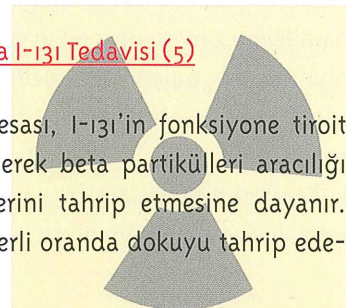 a I-131 Tedavisi (5)
esası, I-131'in fonksiyone tiroit
erek beta partikülleri aracılığı
erini tahrip etmesine dayanır.
erli oranda dokuyu tahrip ede-